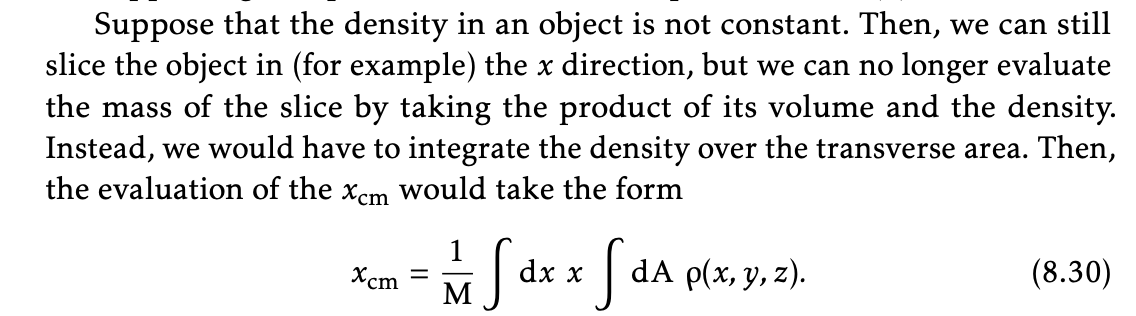 Suppose that the density in an object is not constant. Then, we can still
slice the object in (for example) the x direction, but we can no longer evaluate
the mass of the slice by taking the product of its volume and the density.
Instead, we would have to integrate the density over the transverse area. Then,
the evaluation of the x_cm would take the form
x_cm = \frac{1}{M} ∫ dx x ∫ dA ρ(x, y, z). (8.30)